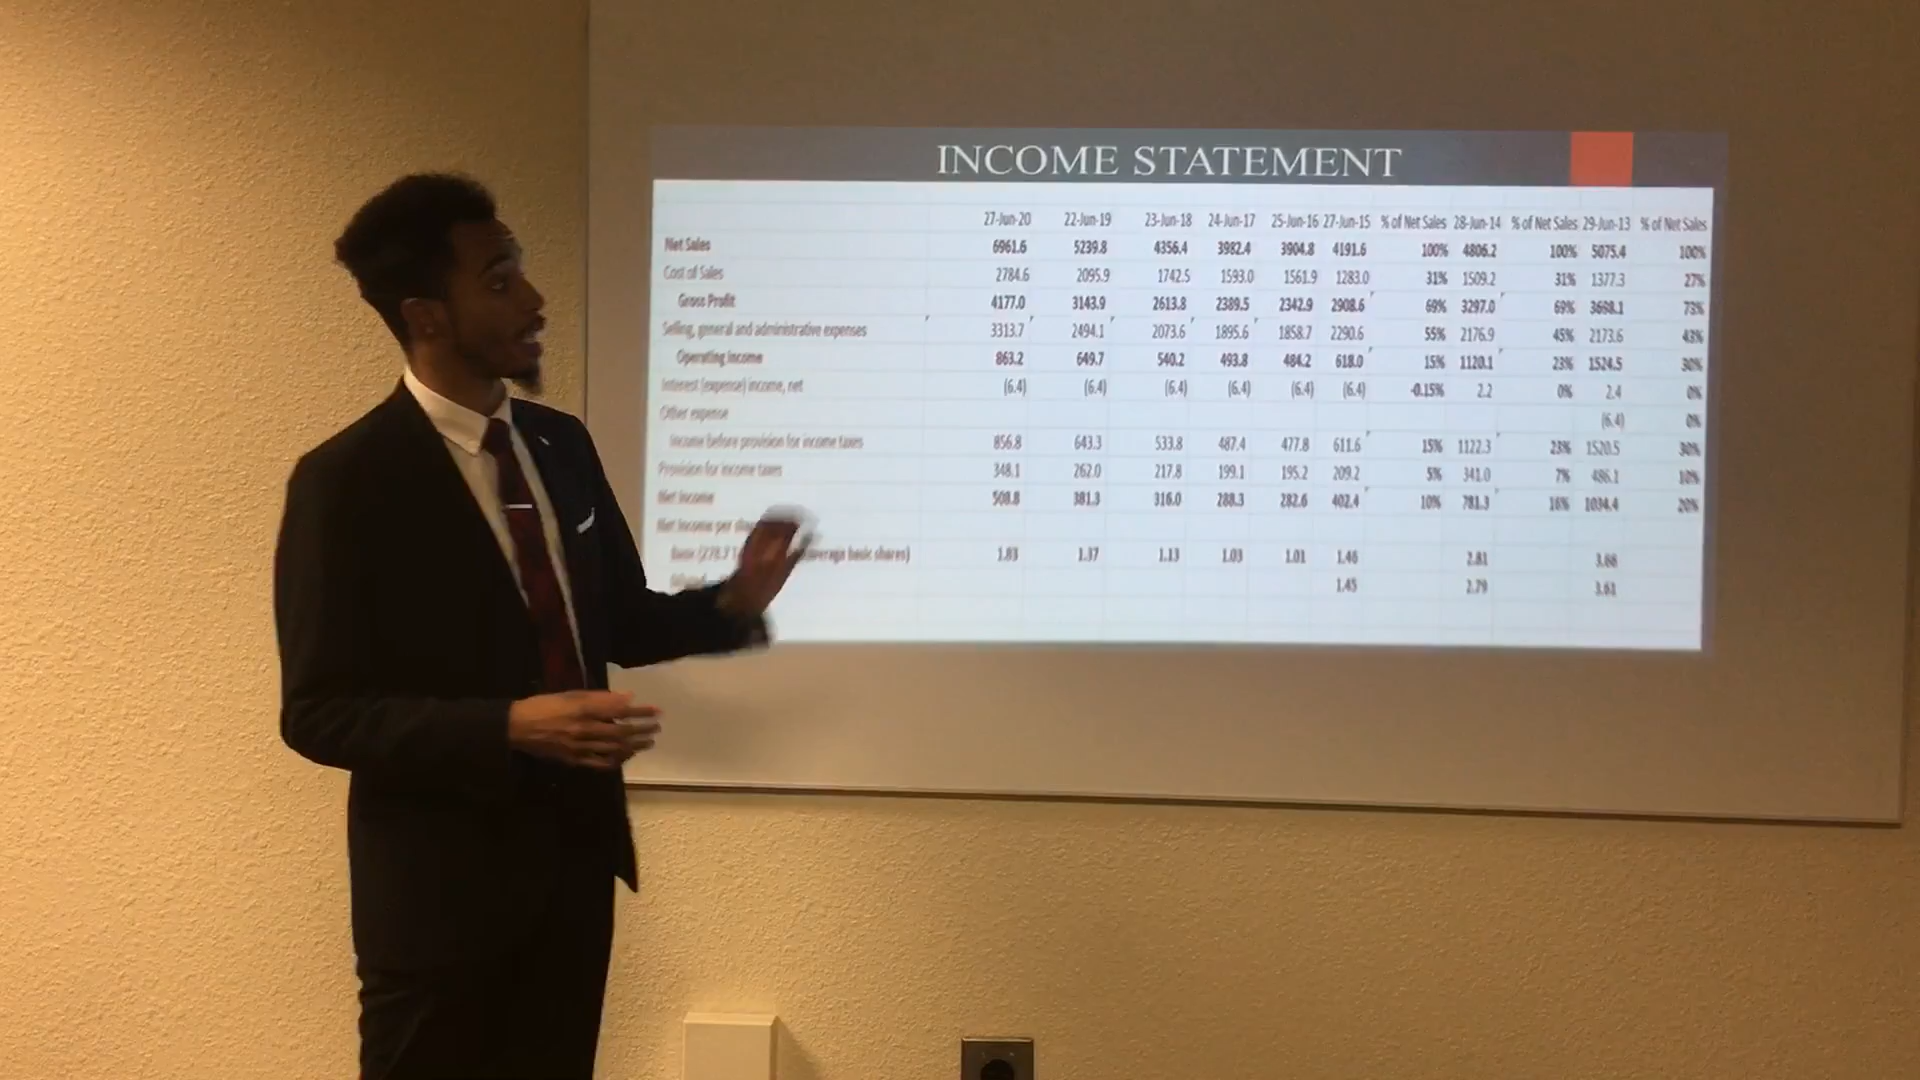 INCOME STATEMENT
27-Jun-20 22-Jun-19 23-Jun-18 24-Jun-17 25-Jun-16 27-Jun-15 % of Net Sales 28-Jun-14 % of Net Sales 29-Jun-13 % of Net Sales
Net Sales 6961.6 5239.8 4356.4 3982.4 3904.8 4191.6 100% 4806.2 100% 5075.4 100%
Cost of Sales 2784.6 2095.9 1742.5 1593.0 1561.9 1283.0 31% 1509.2 31% 1377.3 27%
Gross Profit 4177.0 3143.9 2613.8 2389.5 2342.9 2908.6 69% 3297.0 69% 3698.1 73%
Selling, general and administrative expenses 3313.7 2494.1 2073.6 1895.6 1858.7 2290.6 55% 2176.9 45% 2173.6 43%
Operating income 863.2 649.7 540.2 493.8 484.2 618.0 15% 1120.1 23% 1524.5 30%
Interest (expense) income, net (6.4) (6.4) (6.4) (6.4) (6.4) (6.4) -0.15% 2.2 0% 2.4 0%
Other expense (6.4) 0%
Income before provision for income taxes 856.8 643.3 533.8 487.4 477.8 611.6 15% 1122.3 23% 1520.5 30%
Provision for income taxes 348.1 262.0 217.8 199.1 195.2 209.2 5% 341.0 7% 486.1 10%
Net income 508.8 381.3 316.0 288.3 282.6 402.4 10% 781.3 16% 1034.4 20%
Net income per
Basic average basic shares) 1.83 1.37 1.13 1.03 1.01 1.46 2.81 3.66
1.45 2.79 3.61